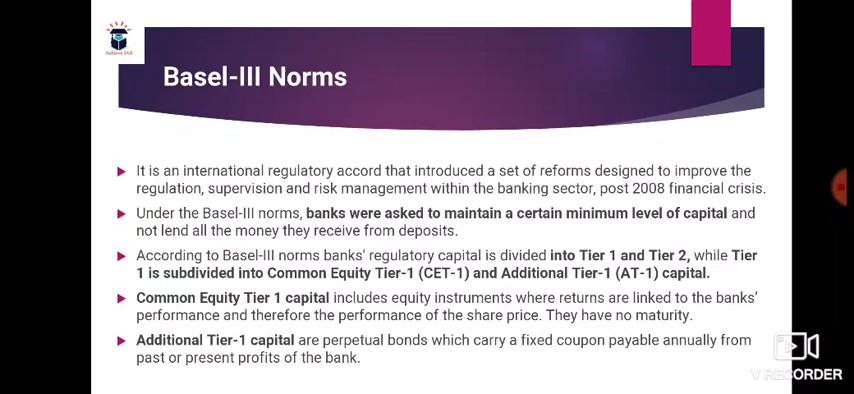 Achieve IAS
Basel-III Norms
It is an international regulatory accord that introduced a set of reforms designed to improve the
regulation, supervision and risk management within the banking sector, post 2008 financial crisis.
Under the Basel-III norms, banks were asked to maintain a certain minimum level of capital and
not lend all the money they receive from deposits.
According to Basel-III norms banks' regulatory capital is divided into Tier 1 and Tier 2, while Tier
1 is subdivided into Common Equity Tier-1 (CET-1) and Additional Tier-1 (AT-1) capital.
Common Equity Tier 1 capital includes equity instruments where returns are linked to the banks'
performance and therefore the performance of the share price. They have no maturity.
Additional Tier-1 capital are perpetual bonds which carry a fixed coupon payable annually from
past or present profits of the bank.
V RECORDER